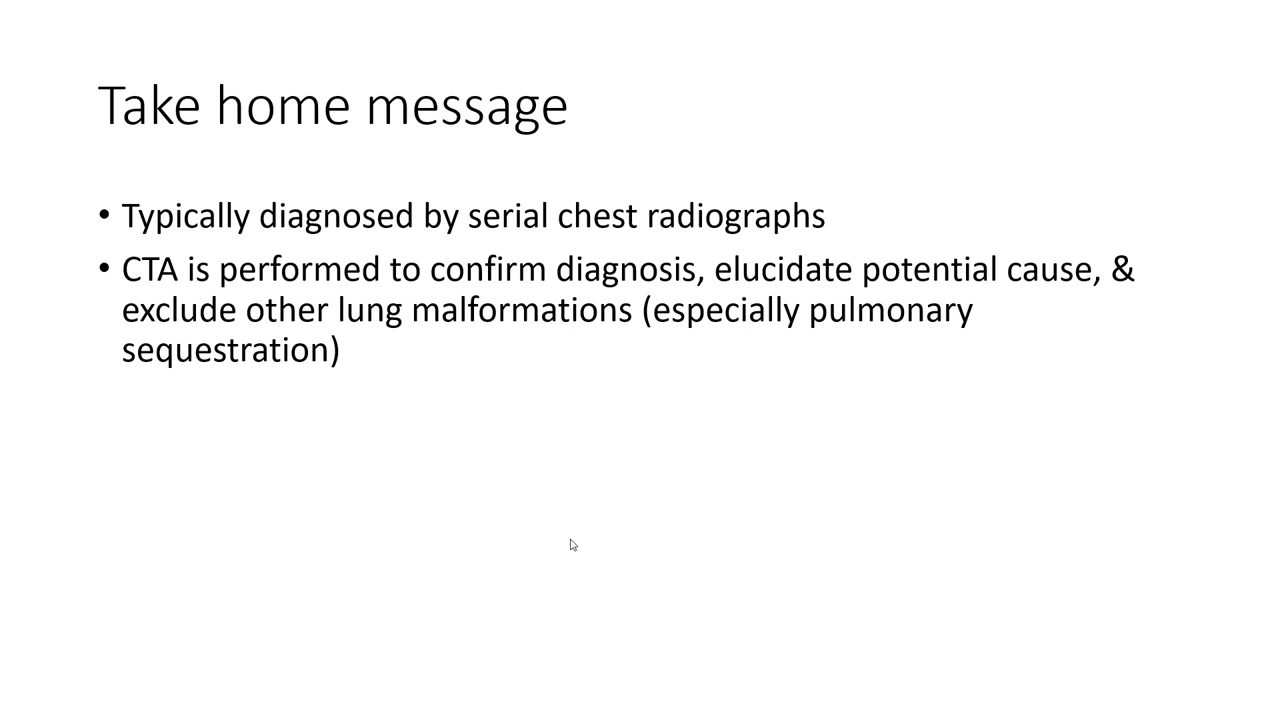 Take home message
• Typically diagnosed by serial chest radiographs
• CTA is performed to confirm diagnosis, elucidate potential cause, &
exclude other lung malformations (especially pulmonary
sequestration)